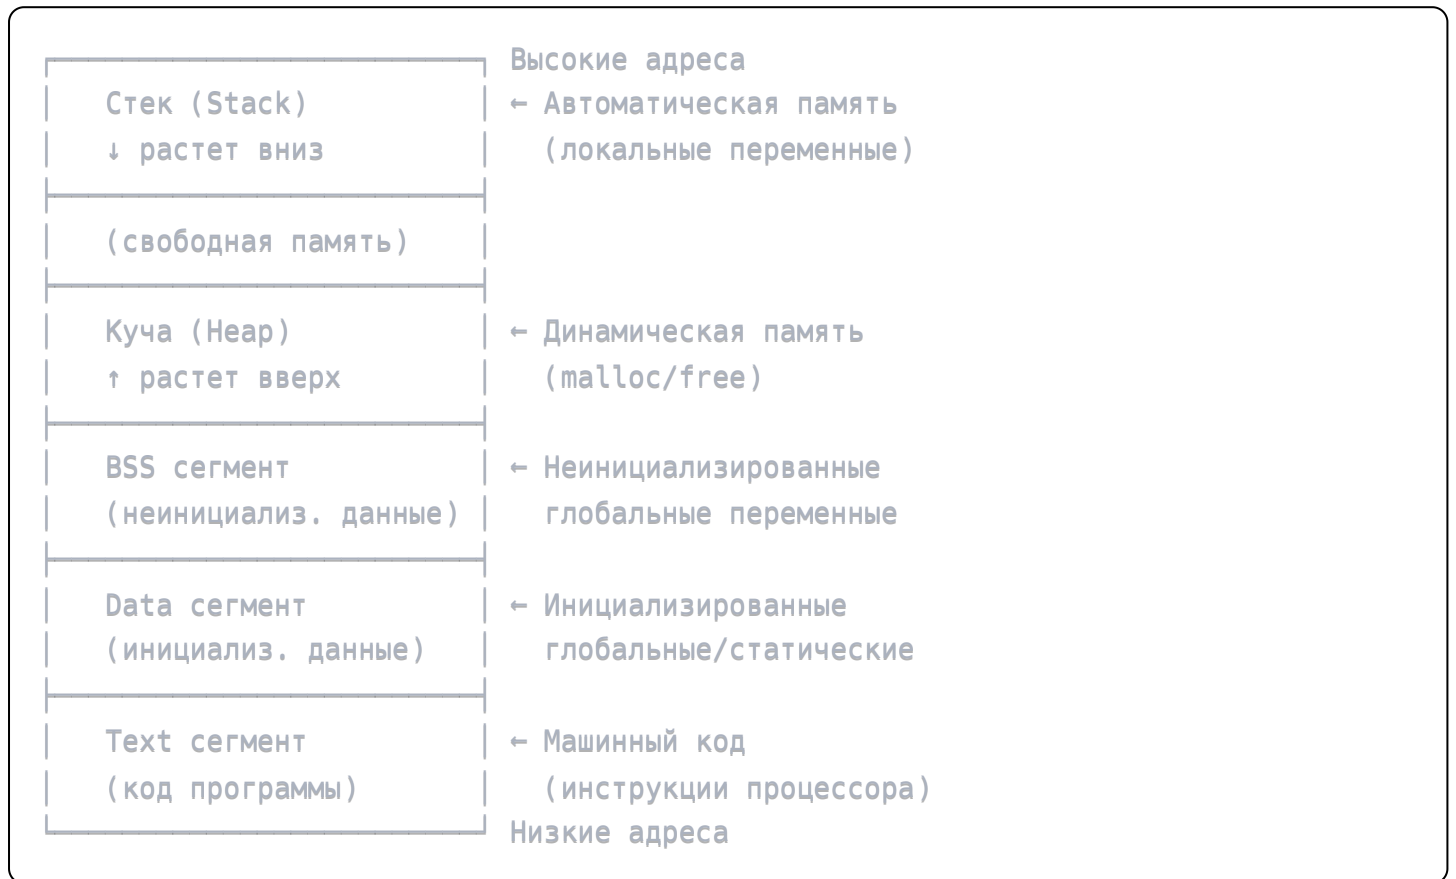 Высокие адреса
Стек (Stack) ← Автоматическая память
↓ растет вниз (локальные переменные)
(свободная память)
Куча (Heap) ← Динамическая память
↑ растет вверх (malloc/free)
BSS сегмент ← Неинициализированные
(неинициализ. данные) глобальные переменные
Data сегмент ← Инициализированные
(инициализ. данные) глобальные/статические
Text сегмент ← Машинный код
(код программы) (инструкции процессора)
Низкие адреса